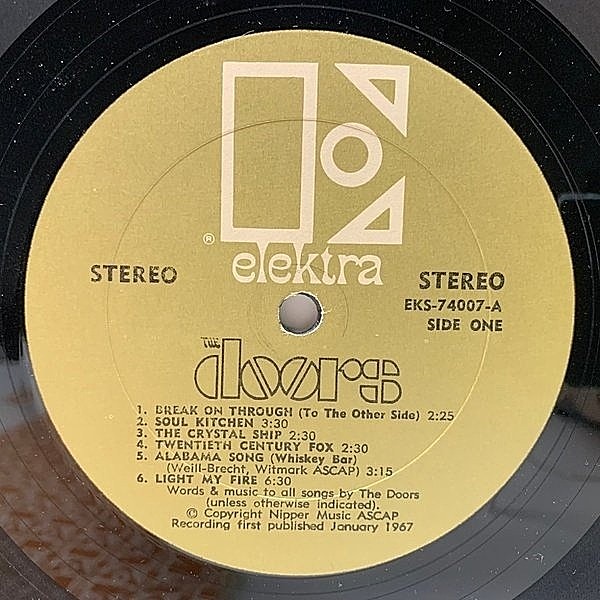 ®
elektra
STEREO
STEREO
EKS-74007-A
SIDE ONE
THE
doors
1. BREAK ON THROUGH (To The Other Side) 2:25
2. SOUL KITCHEN 3:30
3. THE CRYSTAL SHIP 2:30
4. TWENTIETH CENTURY FOX 2:30
5. ALABAMA SONG (Whiskey Bar)
(Weill-Brecht, Witmark ASCAP) 3:15
6. LIGHT MY FIRE 6:30
Words & music to all songs by The Doors
(unless otherwise indicated).
© Copyright Nipper Music ASCAP
Recording first published January 1967